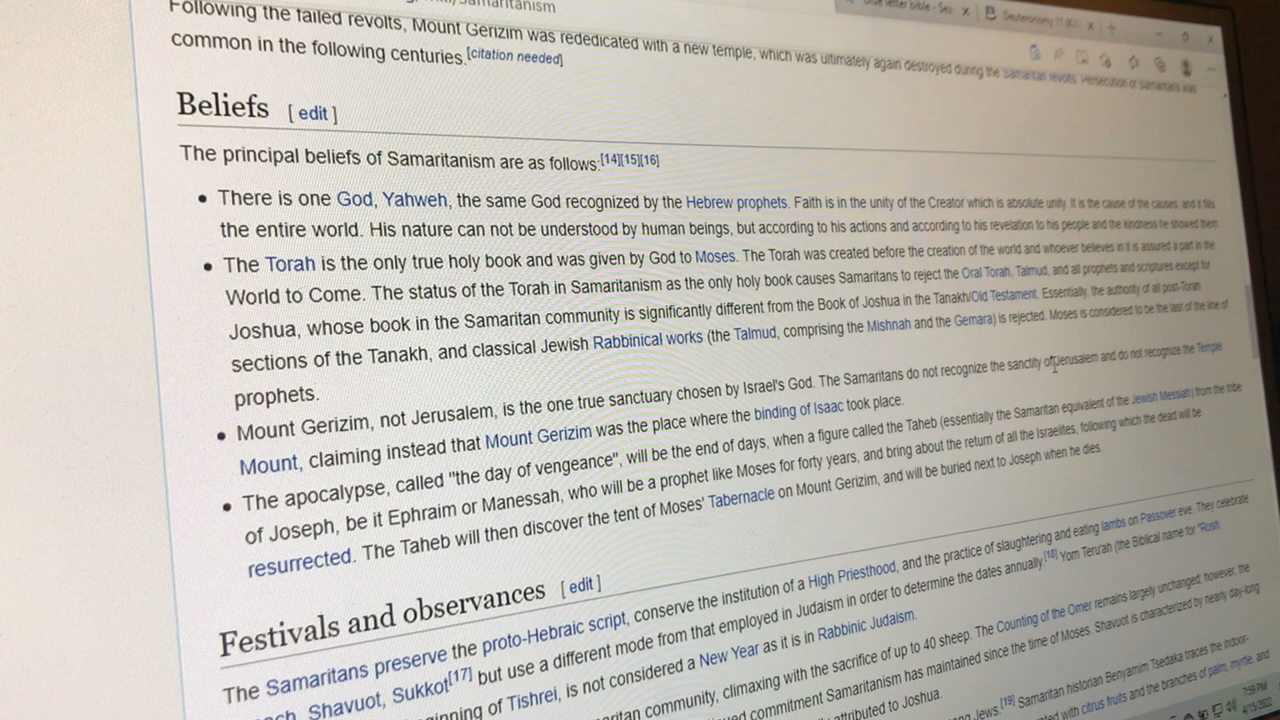 Samaritanism
blue letter bible - Sea
Deuteronomy 11 (KJV
Following the failed revolts, Mount Gerizim was rededicated with a new temple, which was ultimately again destroyed during the Samaritan revolts. Persecution of Samaritans was
common in the following centuries.[citation needed]
Beliefs [ edit ]
The principal beliefs of Samaritanism are as follows:[14][15][16]
• There is one God, Yahweh, the same God recognized by the Hebrew prophets. Faith is in the unity of the Creator which is absolute unity. It is the cause of the causes, and it fills
the entire world. His nature can not be understood by human beings, but according to his actions and according to his revelation to his people and the kindness he showed them.
• The Torah is the only true holy book and was given by God to Moses. The Torah was created before the creation of the world and whoever believes in it is assured a part in the
World to Come. The status of the Torah in Samaritanism as the only holy book causes Samaritans to reject the Oral Torah, Talmud, and all prophets and scriptures except for
Joshua, whose book in the Samaritan community is significantly different from the Book of Joshua in the Tanakh/Old Testament. Essentially, the authority of all post-Torah
sections of the Tanakh, and classical Jewish Rabbinical works (the Talmud, comprising the Mishnah and the Gemara) is rejected. Moses is considered to be the last of the line of
prophets.
• Mount Gerizim, not Jerusalem, is the one true sanctuary chosen by Israel's God. The Samaritans do not recognize the sanctity of Jerusalem and do not recognize the Temple
Mount, claiming instead that Mount Gerizim was the place where the binding of Isaac took place.
• The apocalypse, called "the day of vengeance", will be the end of days, when a figure called the Taheb (essentially the Samaritan equivalent of the Jewish Messiah) from the tribe
of Joseph, be it Ephraim or Manessah, who will be a prophet like Moses for forty years, and bring about the return of all the Israelites, following which the dead will be
resurrected. The Taheb will then discover the tent of Moses' Tabernacle on Mount Gerizim, and will be buried next to Joseph when he dies.
Festivals and observances [ edit ]
The Samaritans preserve the proto-Hebraic script, conserve the institution of a High Priesthood, and the practice of slaughtering and eating lambs on Passover eve. They celebrate
Shavuot, Sukkot[17] but use a different mode from that employed in Judaism in order to determine the dates annually.[18] Yom Teru'ah (the Biblical name for "Rosh
of Tishrei, is not considered a New Year as it is in Rabbinic Judaism.
community, climaxing with the sacrifice of up to 40 sheep. The Counting of the Omer remains largely unchanged; however, the
commitment Samaritanism has maintained since the time of Moses. Shavuot is characterized by nearly day-long
attributed to Joshua.
Jews.[19] Samaritan historian Benyamim Tsedaka traces the indoor-
with citrus fruits and the branches of palm, myrtle, and
7:59 PM
4/15/2022